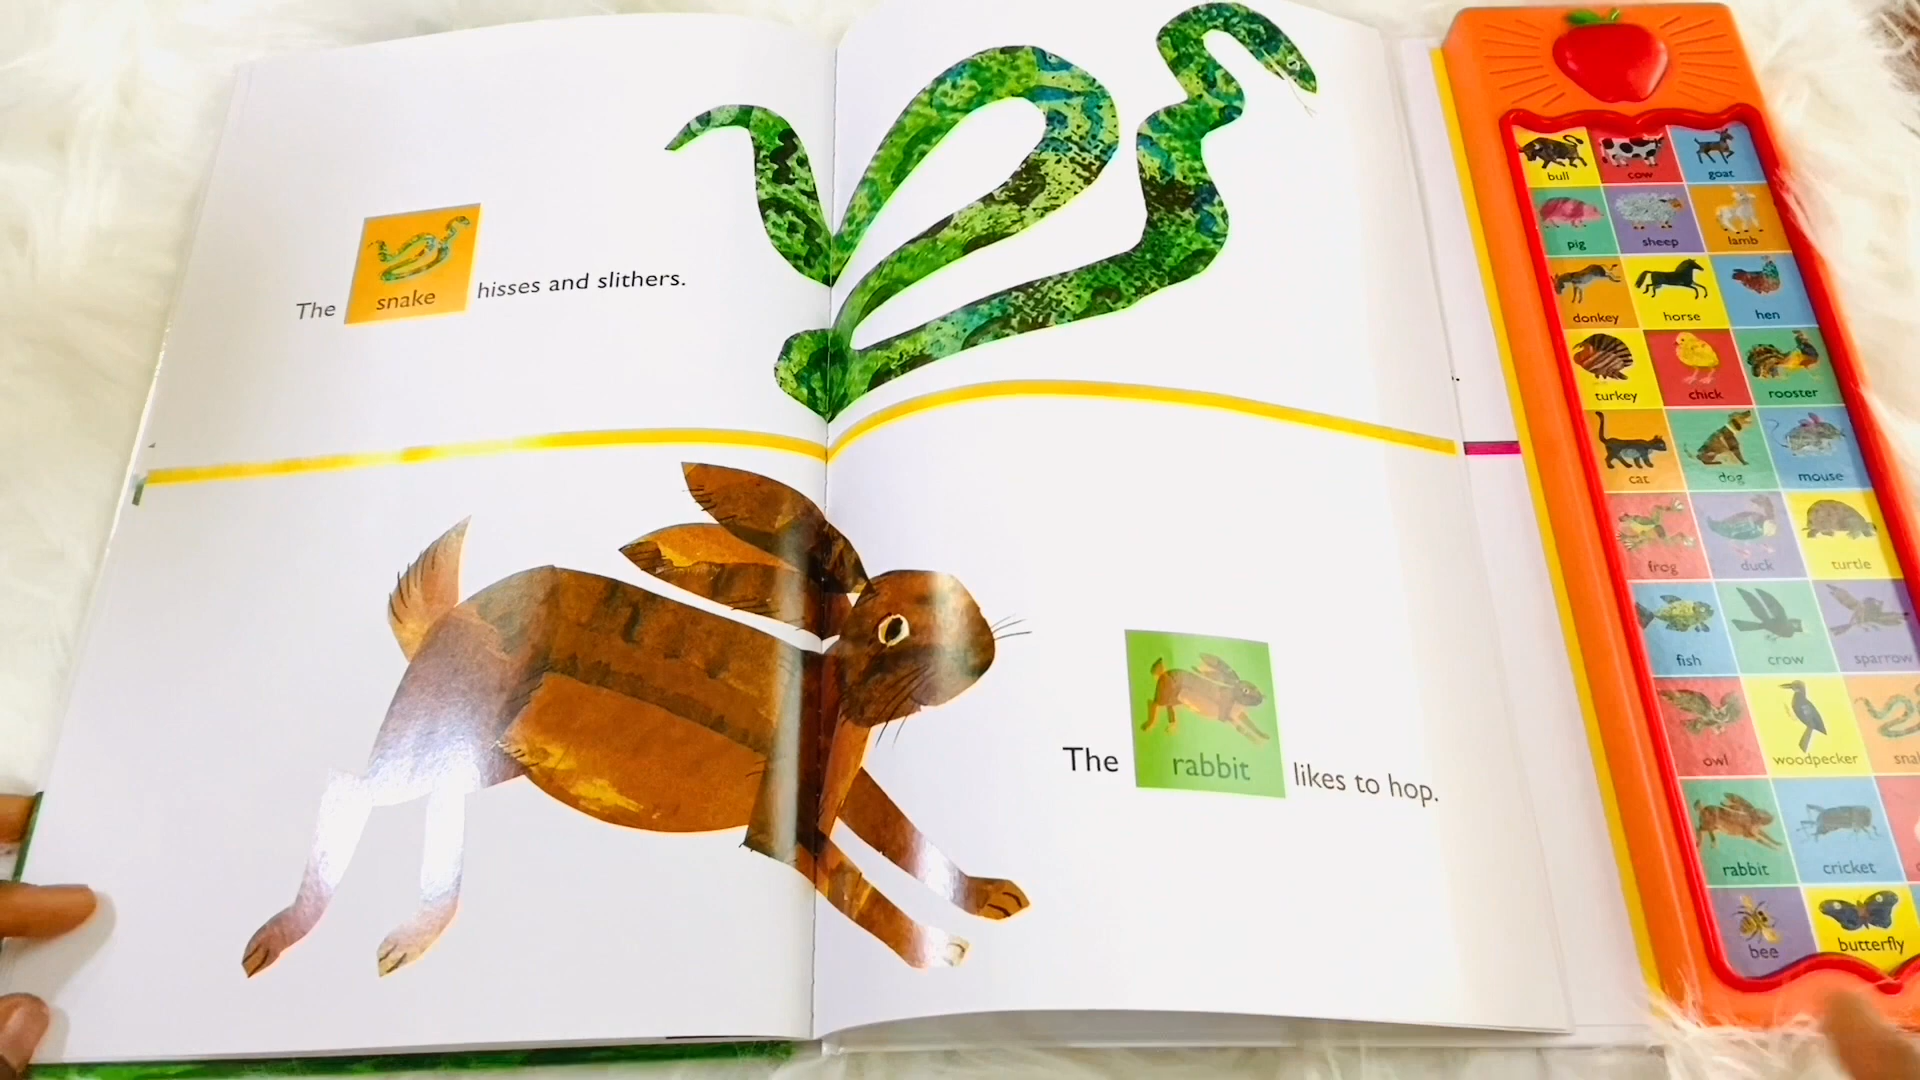 The snake hisses and slithers.
The rabbit likes to hop.
bull cow goat
pig sheep lamb
donkey horse hen
turkey chick rooster
cat dog mouse
frog duck turtle
fish crow sparrow
owl woodpecker
rabbit cricket
bee butterfly